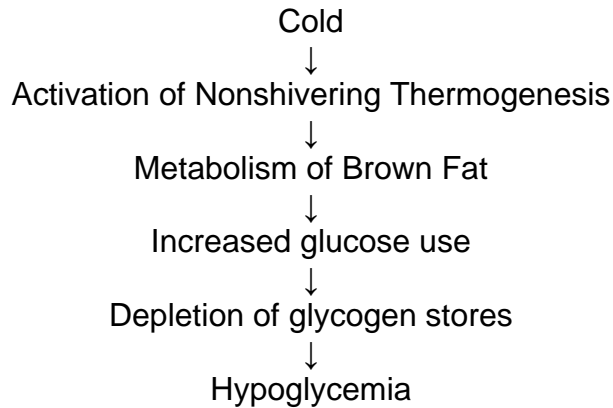 Cold
↓
Activation of Nonshivering Thermogenesis
↓
Metabolism of Brown Fat
↓
Increased glucose use
↓
Depletion of glycogen stores
↓
Hypoglycemia